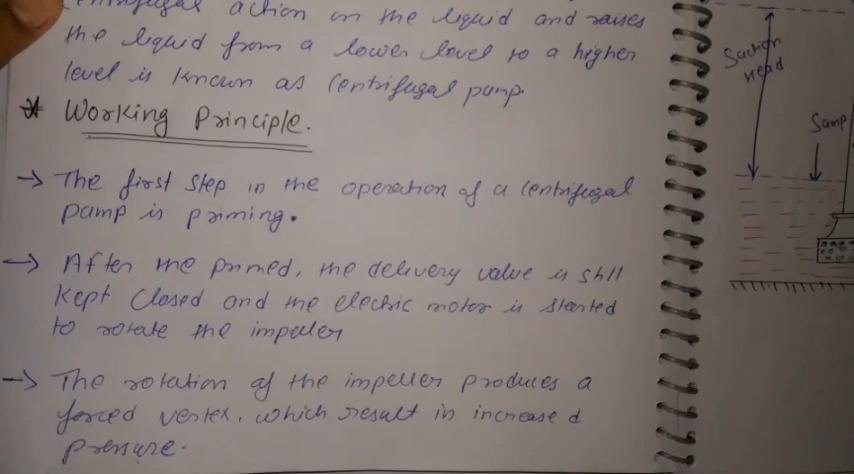 Centrifugal action on the liquid and raises
the liquid from a lower level to a higher
level is known as Centrifugal pump.
* Working Principle.
→ The first step in the operation of a Centrifugal
pump is priming.
→ After the primed, the delivery valve is still
kept closed and the electric motor is started
to rotate the impeller
→ The rotation of the impeller produces a
forced vertex, which result in increased
pressure.
Suction
Head
Sump